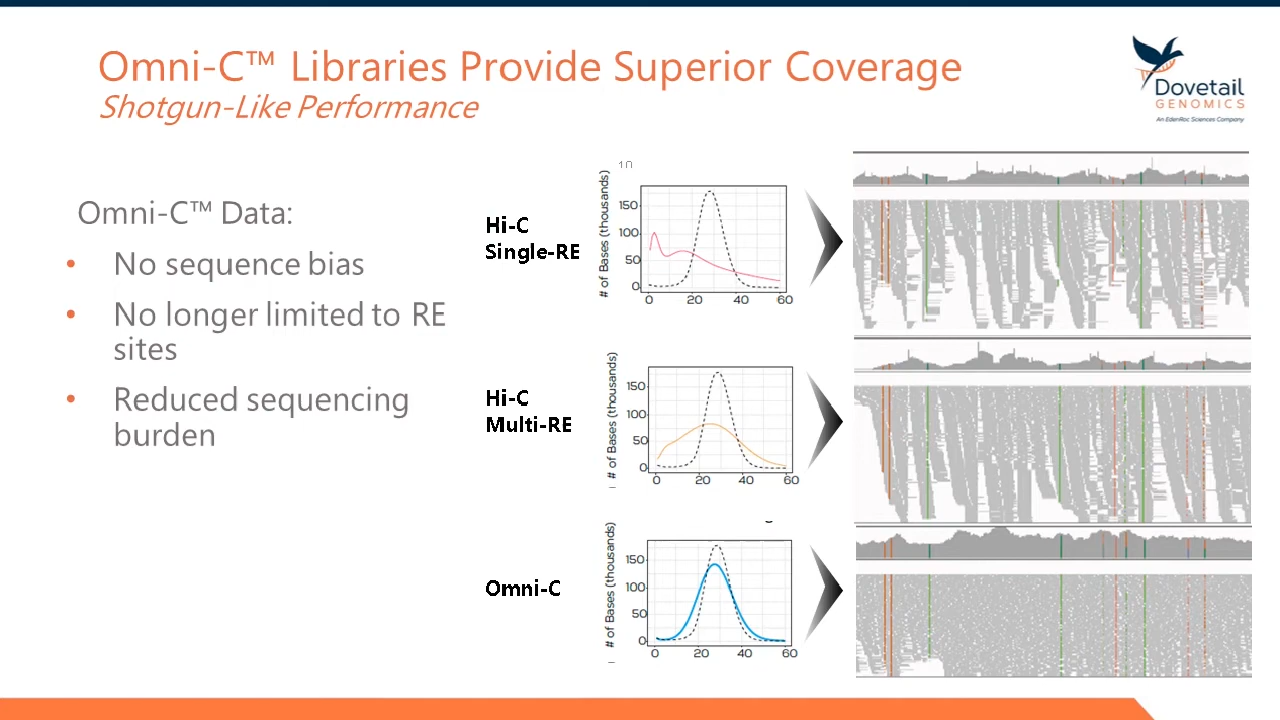 Omni-C™ Libraries Provide Superior Coverage
Shotgun-Like Performance
Dovetail
GENOMICS
An EdenRoc Sciences Company
Omni-C™ Data:
• No sequence bias
• No longer limited to RE
sites
• Reduced sequencing
burden
Hi-C
Single-RE
# of Bases (thousands)
150
100
50
0
0 20 40 60
Hi-C
Multi-RE
# of Bases (thousands)
150
100
50
0
0 20 40 60
Omni-C
# of Bases (thousands)
150
100
50
0
0 20 40 60